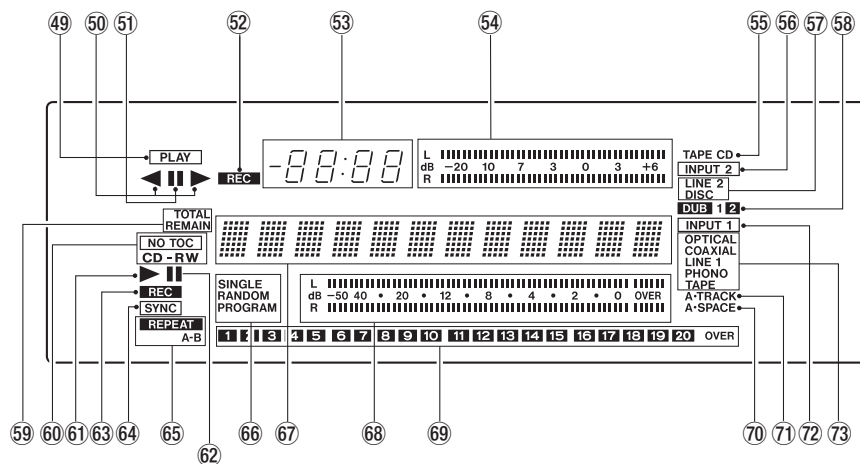 49 50 51 52 53 54 55 56 57 58
PLAY
REC
-88:88
L
dB -20 10 7 3 0 3 +6
R
TAPE CD
INPUT 2
LINE 2
DISC
DUB 1 2
TOTAL
REMAIN
NO TOC
CD-RW
INPUT 1
OPTICAL
COAXIAL
LINE 1
PHONO
TAPE
A•TRACK
A•SPACE
REC
SYNC
REPEAT
A-B
SINGLE
RANDOM
PROGRAM
L
dB -50 40 • 20 • 12 • 8 • 4 • 2 • 0 OVER
R
1 2 3 4 5 6 7 8 9 10 11 12 13 14 15 16 17 18 19 20 OVER
59 60 61 63 64 65 62 66 67 68 69 70 71 72 73